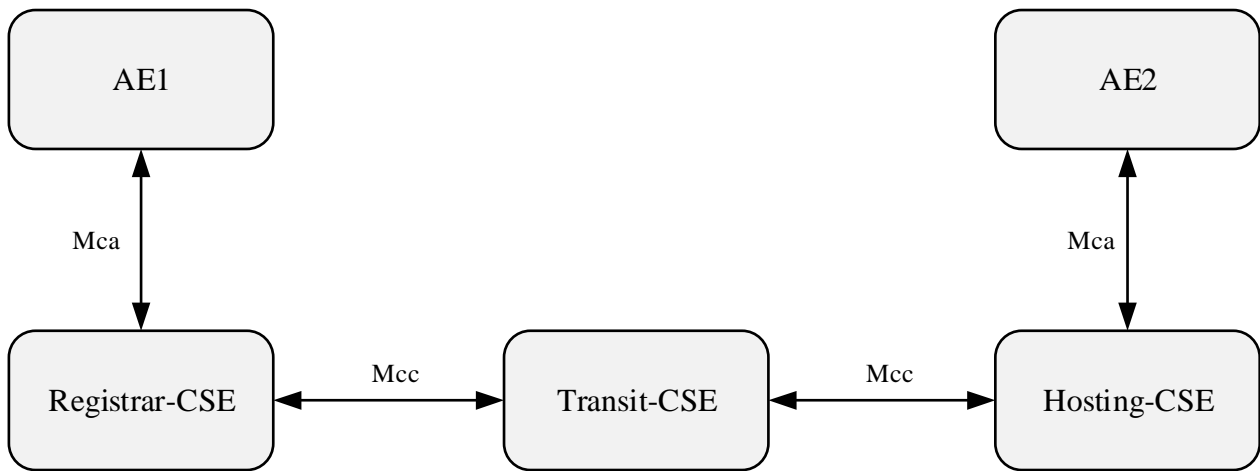 AE1
AE2
Mca
Mca
Mcc
Mcc
Registrar-CSE
Transit-CSE
Hosting-CSE